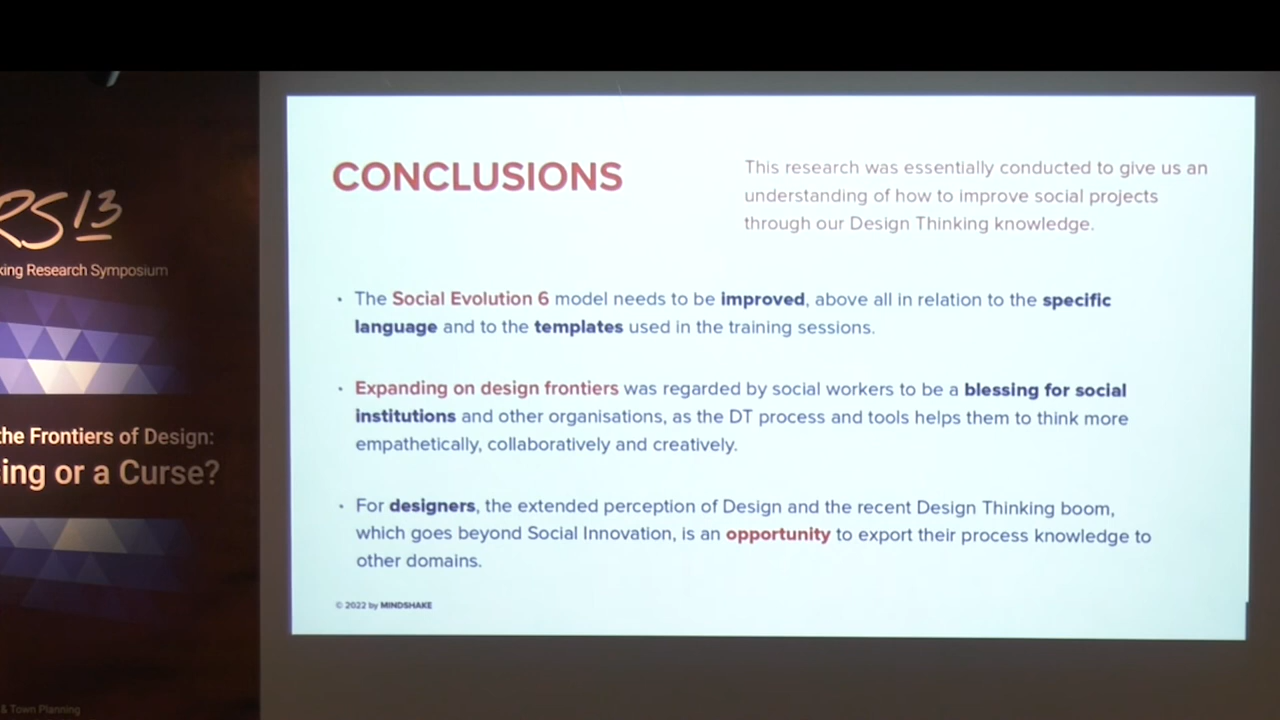 RS13
king Research Symposium
the Frontiers of Design:
sing or a Curse?
& Town Planning
CONCLUSIONS
This research was essentially conducted to give us an
understanding of how to improve social projects
through our Design Thinking knowledge.
• The Social Evolution 6 model needs to be improved, above all in relation to the specific
language and to the templates used in the training sessions.
• Expanding on design frontiers was regarded by social workers to be a blessing for social
institutions and other organisations, as the DT process and tools helps them to think more
empathetically, collaboratively and creatively.
• For designers, the extended perception of Design and the recent Design Thinking boom,
which goes beyond Social Innovation, is an opportunity to export their process knowledge to
other domains.
© 2022 by MINDSHAKE